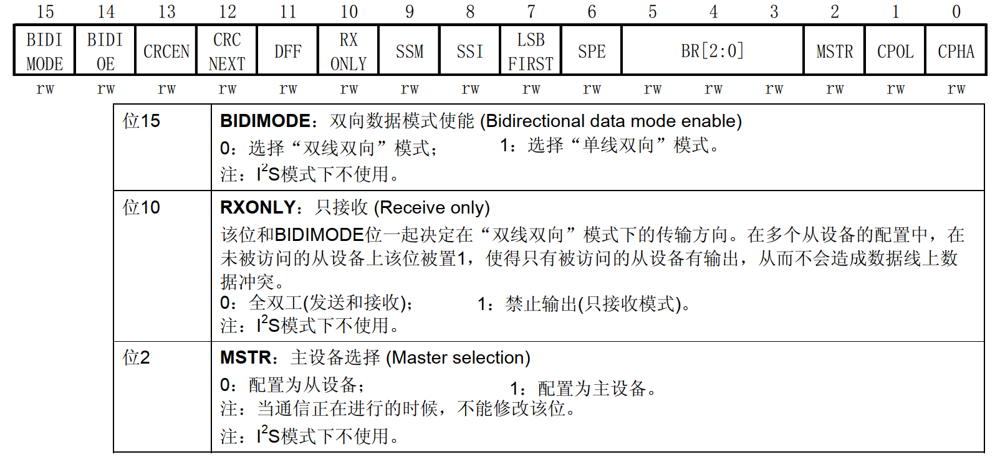 15 14 13 12 11 10 9 8 7 6 5 4 3 2 1 0
BIDI MODE BIDI OE CRCEN CRC NEXT DFF RX ONLY SSM SSI LSB FIRST SPE BR[2:0] MSTR CPOL CPHA
rw rw rw rw rw rw rw rw rw rw rw rw rw rw rw rw
位15 BIDIMODE：双向数据模式使能 (Bidirectional data mode enable)
0：选择“双线双向”模式； 1：选择“单线双向”模式。
注：I²S模式下不使用。
位10 RXONLY：只接收 (Receive only)
该位和BIDIMODE位一起决定在“双线双向”模式下的传输方向。在多个从设备的配置中，在
未被访问的从设备上该位被置1，使得只有被访问的从设备有输出，从而不会造成数据线上数
据冲突。
0：全双工(发送和接收)； 1：禁止输出(只接收模式)。
注：I²S模式下不使用。
位2 MSTR：主设备选择 (Master selection)
0：配置为从设备； 1：配置为主设备。
注：当通信正在进行的时候，不能修改该位。
注：I²S模式下不使用。